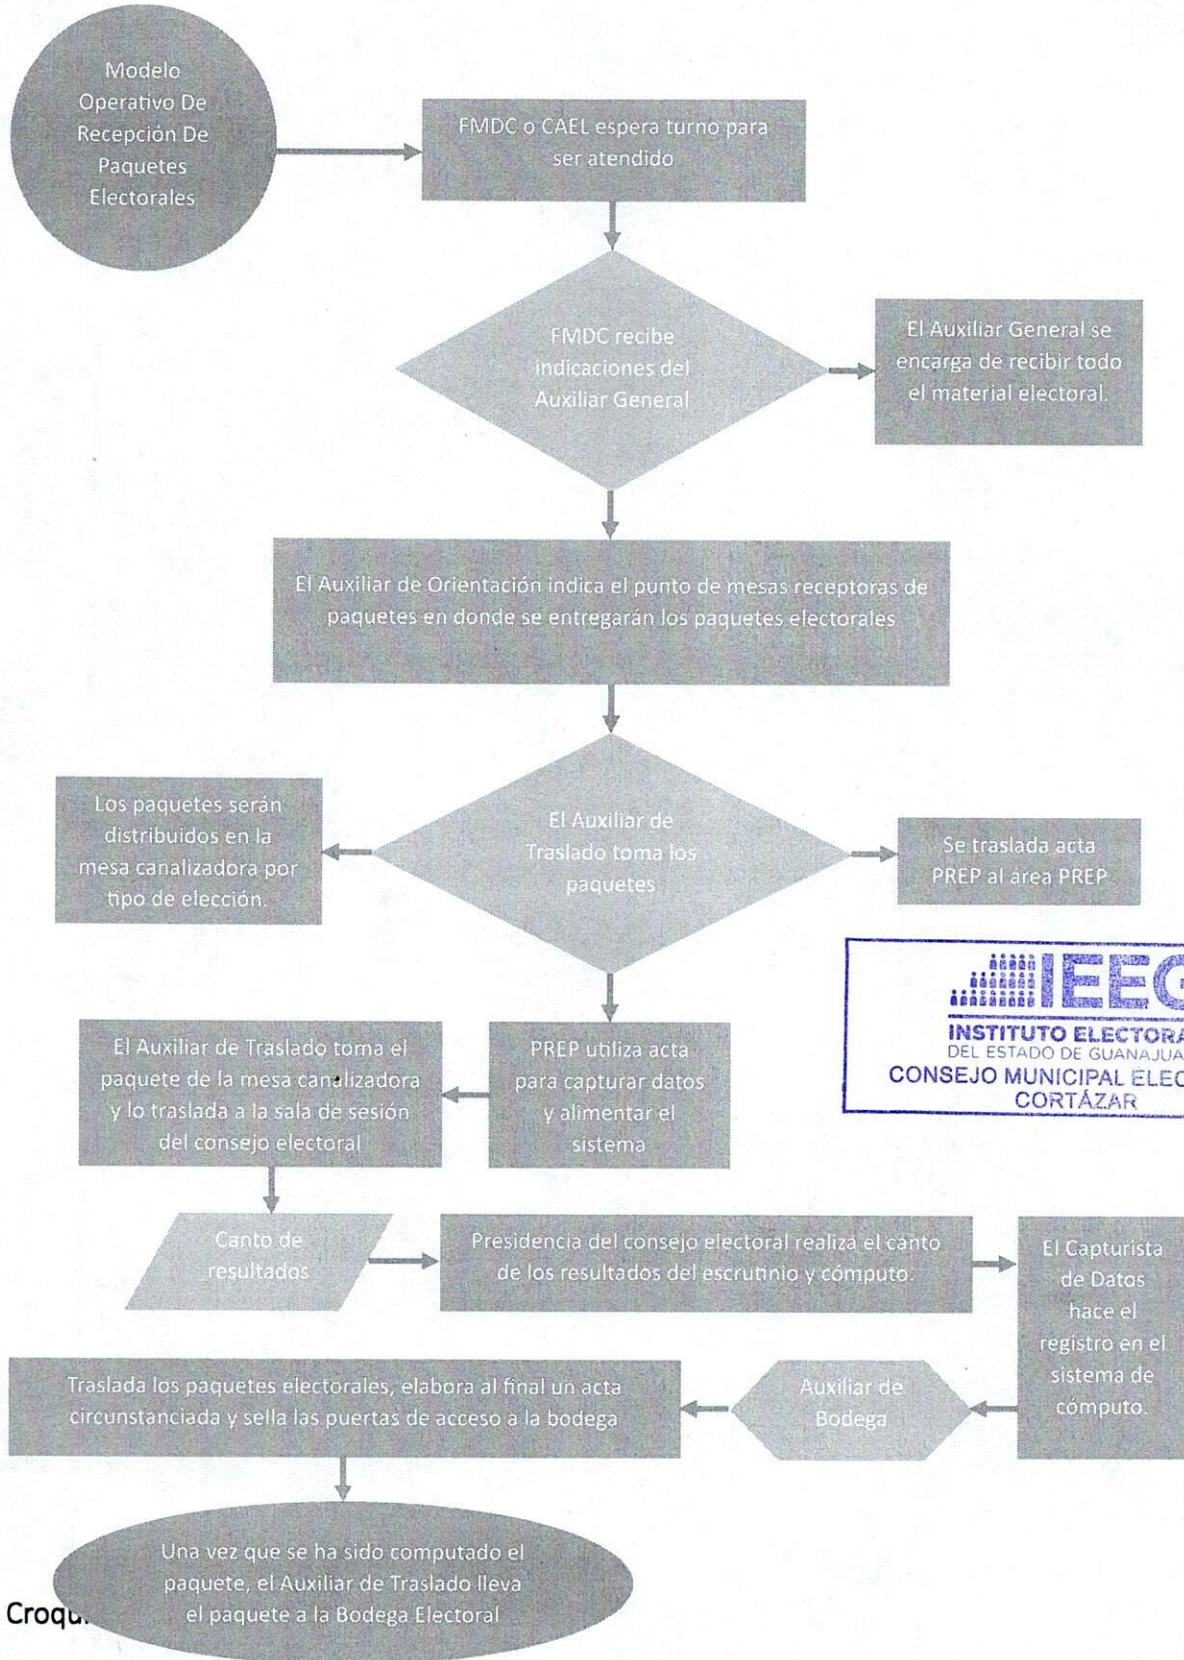 Modelo
Operativo De
Recepción De
Paquetes
Electorales
FMDC o CAEL espera turno para
ser atendido
FMDC recibe
indicaciones del
Auxiliar General
El Auxiliar General se
encarga de recibir todo
el material electoral.
El Auxiliar de Orientación indica el punto de mesas receptoras de
paquetes en donde se entregarán los paquetes electorales
Los paquetes serán
distribuidos en la
mesa canalizadora por
tipo de elección.
El Auxiliar de
Traslado toma los
paquetes
Se traslada acta
PREP al área PREP
IEEG
INSTITUTO ELECTORA
DEL ESTADO DE GUANAJUA
CONSEJO MUNICIPAL ELEC
CORTÁZAR
El Auxiliar de Traslado toma el
paquete de la mesa canalizadora
y lo traslada a la sala de sesión
del consejo electoral
PREP utiliza acta
para capturar datos
y alimentar el
sistema
Canto de
resultados
Presidencia del consejo electoral realiza el canto
de los resultados del escrutinio y cómputo.
El Capturista
de Datos
hace el
registro en el
sistema de
cómputo.
Auxiliar de
Bodega
Traslada los paquetes electorales, elabora al final un acta
circunstanciada y sella las puertas de acceso a la bodega
Una vez que se ha sido computado el
paquete, el Auxiliar de Traslado lleva
el paquete a la Bodega Electoral
Croqu